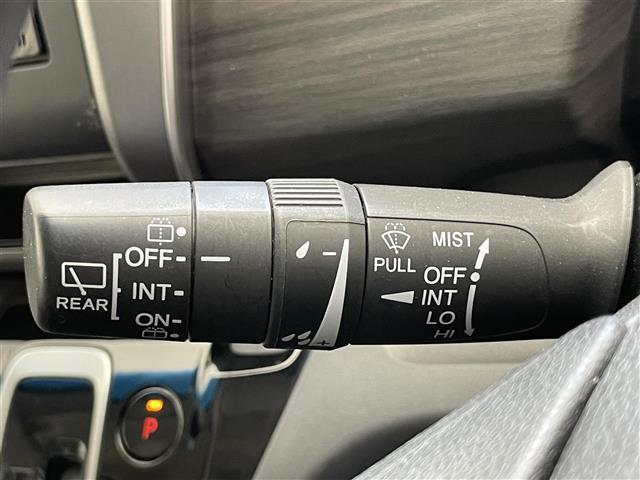 REAR
OFF
INT
ON
PULL
MIST
OFF
INT
LO
HI
P